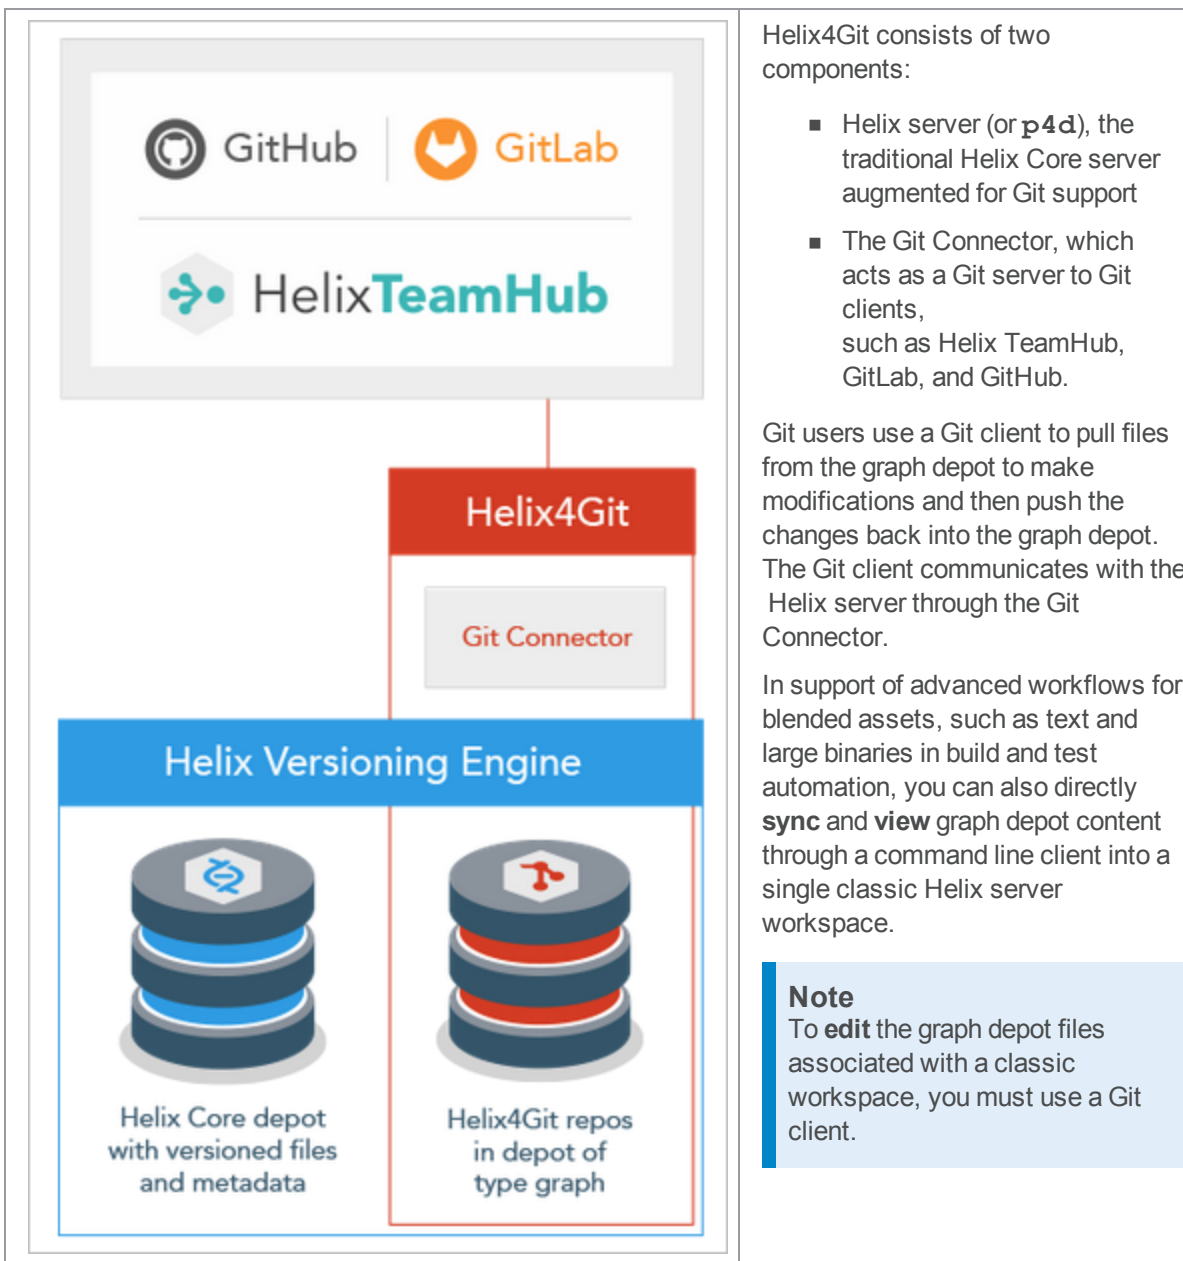 GitHub
GitLab
HelixTeamHub
Helix4Git
Git Connector
Helix Versioning Engine
Helix Core depot
with versioned files
and metadata
Helix4Git repos
in depot of
type graph
Helix4Git consists of two
components:
■ Helix server (or p4d), the
traditional Helix Core server
augmented for Git support
■ The Git Connector, which
acts as a Git server to Git
clients,
such as Helix TeamHub,
GitLab, and GitHub.
Git users use a Git client to pull files
from the graph depot to make
modifications and then push the
changes back into the graph depot.
The Git client communicates with the
Helix server through the Git
Connector.
In support of advanced workflows for
blended assets, such as text and
large binaries in build and test
automation, you can also directly
sync and view graph depot content
through a command line client into a
single classic Helix server
workspace.
Note
To edit the graph depot files
associated with a classic
workspace, you must use a Git
client.